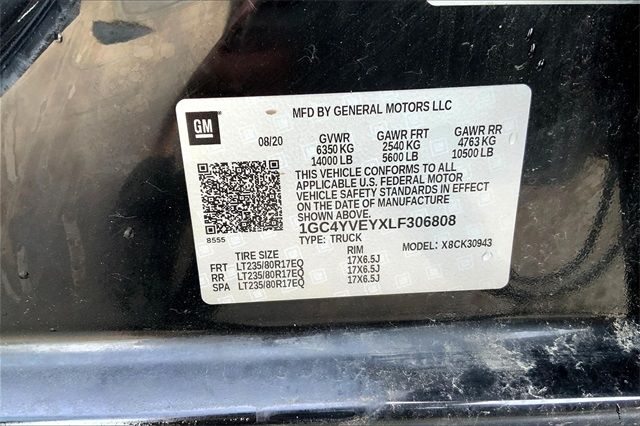 GM
MFD BY GENERAL MOTORS LLC
08/20 GVWR GAWR FRT GAWR RR
6350 KG 2540 KG 4763 KG
14000 LB 5600 LB 10500 LB
THIS VEHICLE CONFORMS TO ALL
APPLICABLE U.S. FEDERAL MOTOR
VEHICLE SAFETY STANDARDS IN EFFECT
ON THE DATE OF MANUFACTURE
SHOWN ABOVE.
1GC4YVEYXLF306808
8555 TYPE: TRUCK MODEL: X8CK30943
TIRE SIZE RIM
FRT LT235/80R17EQ 17X6.5J
RR LT235/80R17EQ 17X6.5J
SPA LT235/80R17EQ 17X6.5J